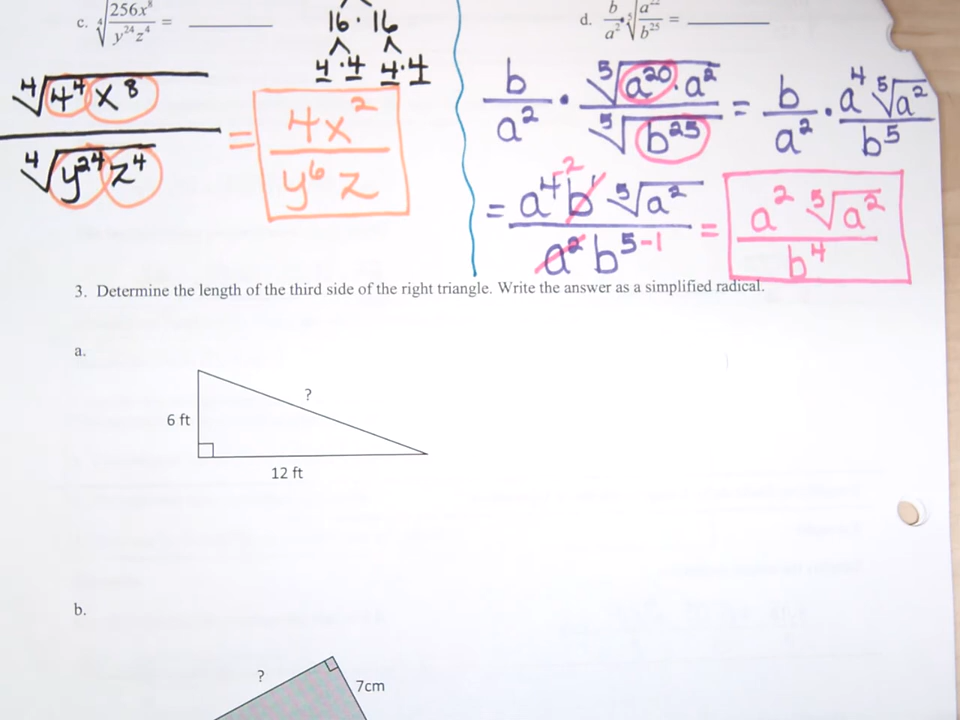 c. ⁴√(256x⁸ / y²⁴z⁴) = ________
16 · 16
4 · 4 4 · 4
⁴√(4⁴ x⁸) / ⁴√(y²⁴ z⁴) = 4x² / y⁶ z
d. b/a² · ⁵√(a²² / b²⁵) = ________
b/a² · ⁵√(a²⁰ · a²) / ⁵√(b²⁵) = b/a² · a⁴ ⁵√(a²) / b⁵
= a⁴⁻² b¹ ⁵√(a²) / a² b⁵⁻¹ = a² ⁵√(a²) / b⁴
3. Determine the length of the third side of the right triangle. Write the answer as a simplified radical.
a.
?
6 ft
12 ft
b.
?
7cm